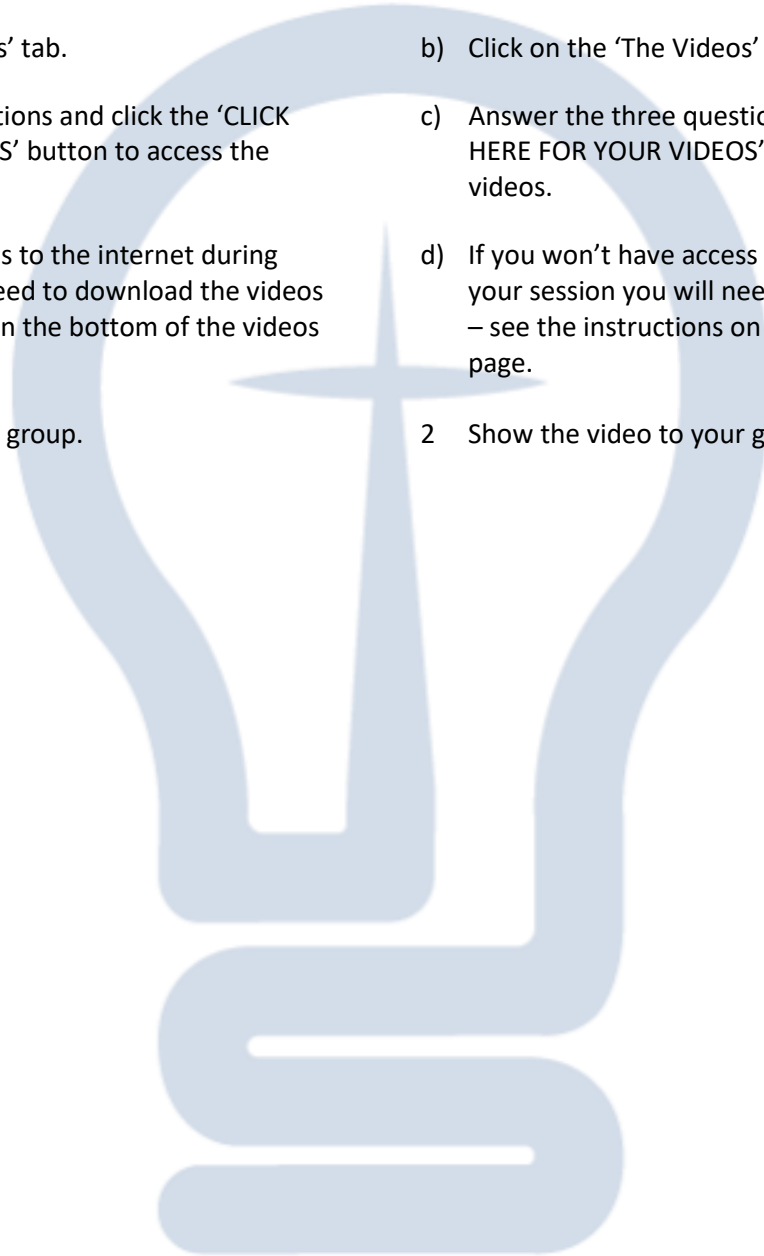 s’ tab.
tions and click the ‘CLICK
S’ button to access the
s to the internet during
eed to download the videos
n the bottom of the videos
group.
b) Click on the ‘The Videos’
c) Answer the three questio
HERE FOR YOUR VIDEOS’
videos.
d) If you won’t have access
your session you will nee
– see the instructions on
page.
2 Show the video to your g